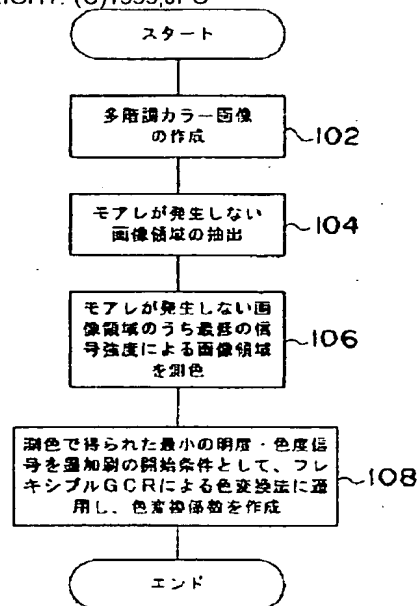 スタート
多階調カラー画像
の作成
102
モアレが発生しない
画像領域の抽出
104
モアレが発生しない画
像領域のうち最低の信
号強度による画像領域
を測色
106
測色で得られた最小の明度・色度信
号を墨加刷の開始条件として、フレ
キシブルGCRによる色変換法に適
用し、色変換係数を作成
108
エンド